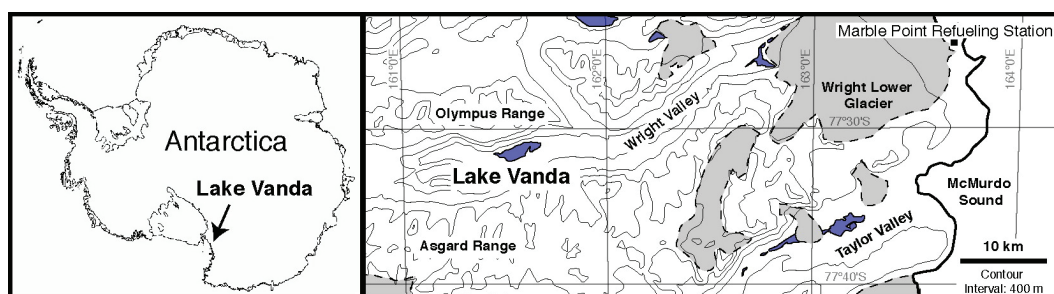 Antarctica
Lake Vanda
161°0'E
162°0'E
163°0'E
164°0'E
Marble Point Refueling Station
Wright Lower
Glacier
77°30'S
Olympus Range
Wright Valley
Lake Vanda
McMurdo
Sound
Asgard Range
Taylor Valley
77°40'S
10 km
Contour
Interval: 400 m